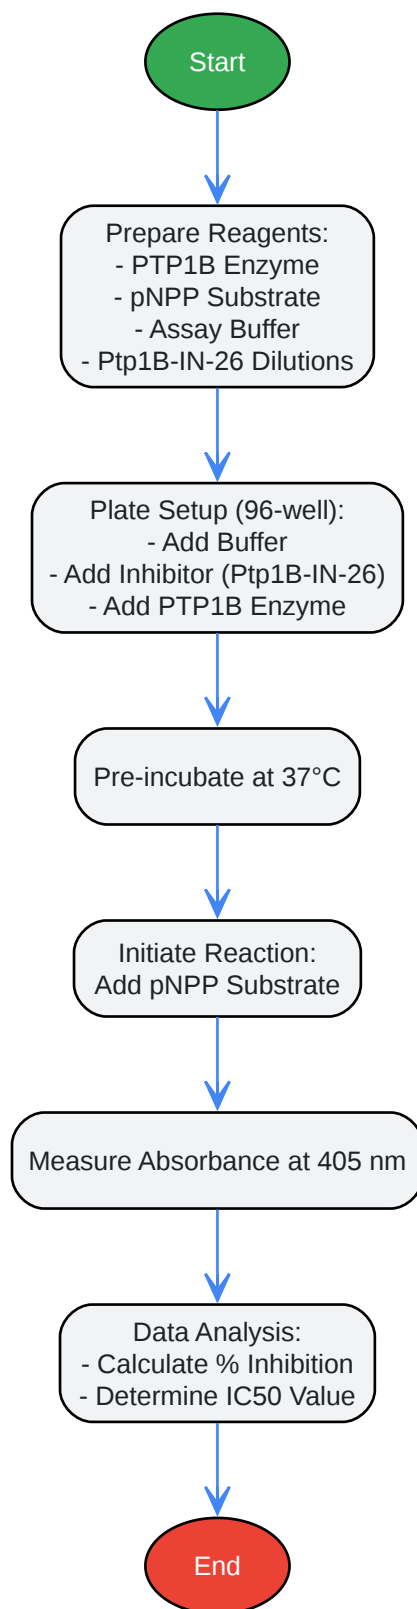 Start
Prepare Reagents:
- PTP1B Enzyme
- pNPP Substrate
- Assay Buffer
- Ptp1B-IN-26 Dilutions
Plate Setup (96-well):
- Add Buffer
- Add Inhibitor (Ptp1B-IN-26)
- Add PTP1B Enzyme
Pre-incubate at 37°C
Initiate Reaction:
Add pNPP Substrate
Measure Absorbance at 405 nm
Data Analysis:
- Calculate % Inhibition
- Determine IC50 Value
End